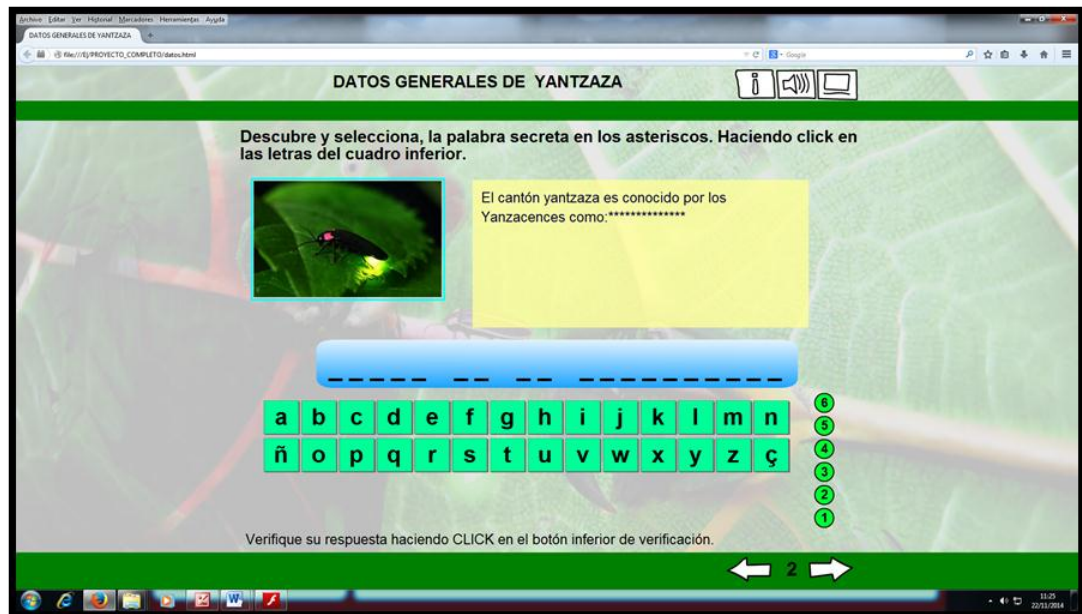 Archivo Editar Ver Historial Marcadores Herramientas Ayuda
DATOS GENERALES DE YANTZAZA
file:///E:/PROYECTO_COMPLETO/datos.html
Google
DATOS GENERALES DE YANTZAZA
Descubre y selecciona, la palabra secreta en los asteriscos. Haciendo click en
las letras del cuadro inferior.
El cantón yantzaza es conocido por los
Yanzacences como:**************
_ _ _ _ _ _ _ _ _ _ _ _ _ _ _ _ _ _ _
a b c d e f g h i j k l m n
ñ o p q r s t u v w x y z ç
6
5
4
3
2
1
Verifique su respuesta haciendo CLICK en el botón inferior de verificación.
2
11:25
22/11/2014